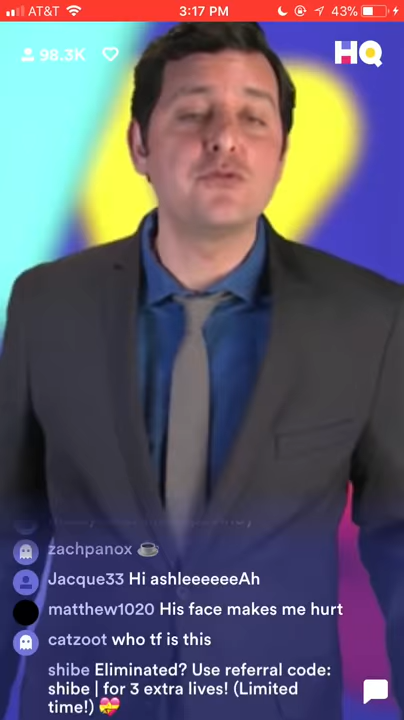 AT&T 3:17 PM 43%
98.3K HQ
zachpanox ☕
Jacque33 Hi ashleeeeeeAh
matthew1020 His face makes me hurt
catzoot who tf is this
shibe Eliminated? Use referral code:
shibe | for 3 extra lives! (Limited
time!) 💝